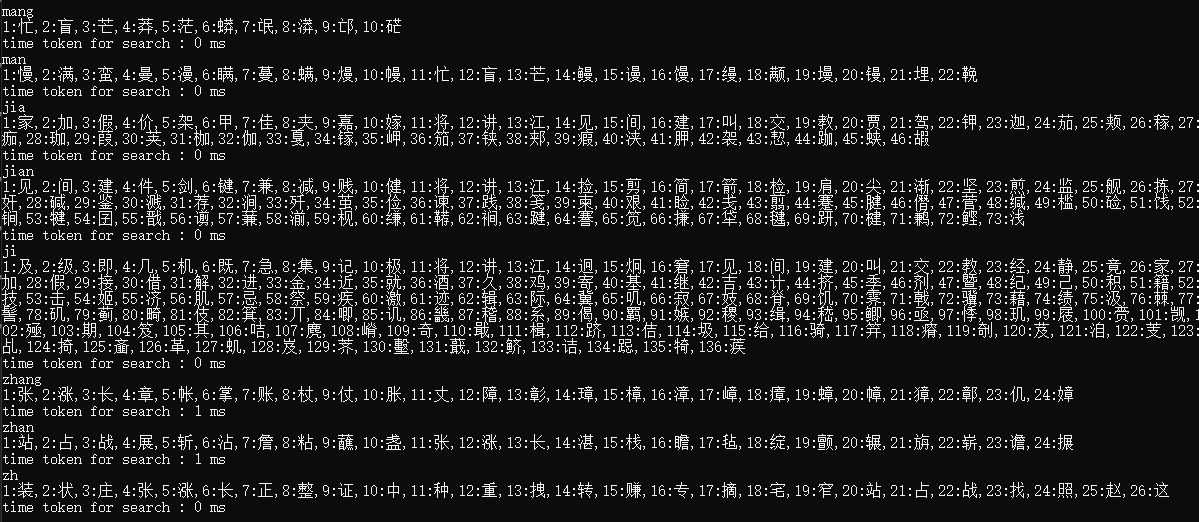 mang
1:忙,2:盲,3:芒,4:莽,5:茫,6:蟒,7:氓,8:漭,9:邙,10:硭
time token for search : 0 ms
man
1:慢,2:满,3:蛮,4:曼,5:漫,6:瞒,7:蔓,8:螨,9:熳,10:幔,11:忙,12:盲,13:芒,14:鳗,15:谩,16:馒,17:缦,18:颟,19:墁,20:镘,21:埋,22:鞔
time token for search : 0 ms
jia
1:家,2:加,3:假,4:价,5:架,6:甲,7:佳,8:夹,9:嘉,10:嫁,11:将,12:讲,13:江,14:见,15:间,16:建,17:叫,18:交,19:教,20:贾,21:驾,22:钾,23:迦,24:茄,25:颊,26:稼,27:
痂,28:珈,29:葭,30:荚,31:枷,32:伽,33:戛,34:镓,35:岬,36:笳,37:铗,38:郏,39:瘕,40:浃,41:胛,42:袈,43:恝,44:跏,45:蛱,46:嘏
time token for search : 0 ms
jian
1:见,2:间,3:建,4:件,5:剑,6:键,7:兼,8:减,9:贱,10:健,11:将,12:讲,13:江,14:捡,15:剪,16:简,17:箭,18:检,19:肩,20:尖,21:渐,22:坚,23:煎,24:监,25:舰,26:拣,27:
奸,28:碱,29:鉴,30:溅,31:荐,32:涧,33:歼,34:茧,35:俭,36:谏,37:践,38:笺,39:柬,40:艰,41:睑,42:戋,43:翦,44:蹇,45:腱,46:僭,47:菅,48:缄,49:槛,50:硷,51:饯,52:
锏,53:犍,54:囝,55:戬,56:谫,57:蒹,58:湔,59:枧,60:缣,61:鞯,62:裥,63:踺,64:謇,65:笕,66:搛,67:牮,68:毽,69:趼,70:楗,71:鹣,72:鲣,73:浅
time token for search : 0 ms
ji
1:及,2:级,3:即,4:几,5:机,6:既,7:急,8:集,9:记,10:极,11:将,12:讲,13:江,14:迥,15:炯,16:窘,17:见,18:间,19:建,20:叫,21:交,22:教,23:经,24:静,25:竟,26:家,27:
加,28:假,29:接,30:借,31:解,32:进,33:金,34:近,35:就,36:酒,37:久,38:鸡,39:寄,40:基,41:继,42:吉,43:计,44:挤,45:季,46:剂,47:暨,48:纪,49:己,50:积,51:籍,52:
技,53:击,54:姬,55:济,56:肌,57:忌,58:祭,59:疾,60:激,61:迹,62:辑,63:际,64:冀,65:叽,66:寂,67:妓,68:脊,69:饥,70:霁,71:戟,72:骥,73:藉,74:绩,75:汲,76:棘,77:
髻,78:矶,79:蓟,80:畸,81:伎,82:箕,83:丌,84:唧,85:讥,86:畿,87:稽,88:系,89:偈,90:羁,91:嫉,92:稷,93:缉,94:嵇,95:鲫,96:亟,97:悸,98:玑,99:屐,100:赍,101:剀,1
02:殛,103:期,104:笈,105:其,106:咭,107:麂,108:嵴,109:奇,110:戢,111:楫,112:跻,113:佶,114:圾,115:给,116:骑,117:笄,118:瘠,119:剞,120:芨,121:洎,122:芰,123:
乩,124:掎,125:齑,126:革,127:虮,128:岌,129:荠,130:墼,131:蕺,132:鲚,133:诘,134:跽,135:犄,136:蒺
time token for search : 0 ms
zhang
1:张,2:涨,3:长,4:章,5:帐,6:掌,7:账,8:杖,9:仗,10:胀,11:丈,12:障,13:彰,14:璋,15:樟,16:漳,17:嶂,18:瘴,19:蟑,20:幛,21:獐,22:鄣,23:仉,24:嫜
time token for search : 1 ms
zhan
1:站,2:占,3:战,4:展,5:斩,6:沾,7:詹,8:粘,9:蘸,10:盏,11:张,12:涨,13:长,14:湛,15:栈,16:瞻,17:毡,18:绽,19:颤,20:辗,21:旃,22:崭,23:谵,24:搌
time token for search : 1 ms
zh
1:装,2:状,3:庄,4:张,5:涨,6:长,7:正,8:整,9:证,10:中,11:种,12:重,13:拽,14:转,15:赚,16:专,17:摘,18:宅,19:窄,20:站,21:占,22:战,23:找,24:照,25:赵,26:这
time token for search : 0 ms